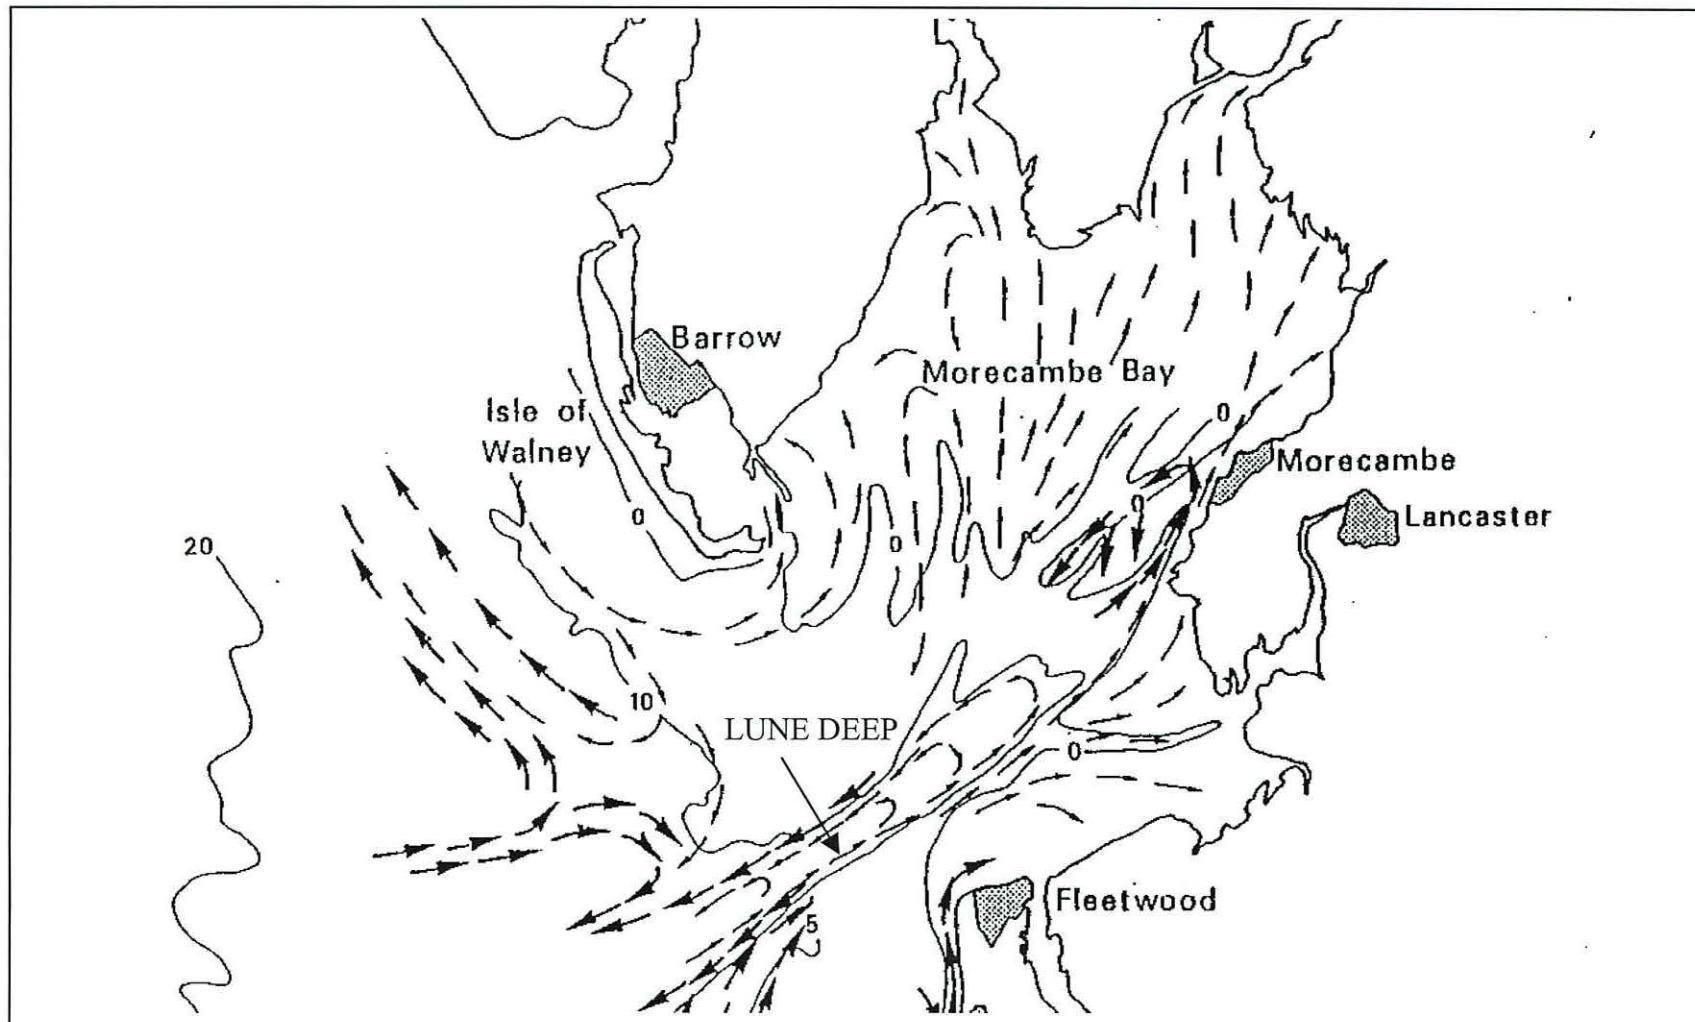 Barrow
Morecambe Bay
Isle of
Walney
0
0
0
0
Morecambe
Lancaster
20
10
LUNE DEEP
0
Fleetwood
5